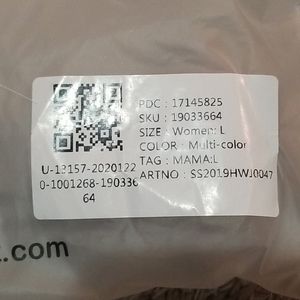 PDC : 17145825
SKU : 19033664
SIZE : Women: L
COLOR : Multi-color
TAG : MAMA:L
ARTNO : SS2019HWJ0047
U-13157-2020122
0-1001268-190336
64
t.com